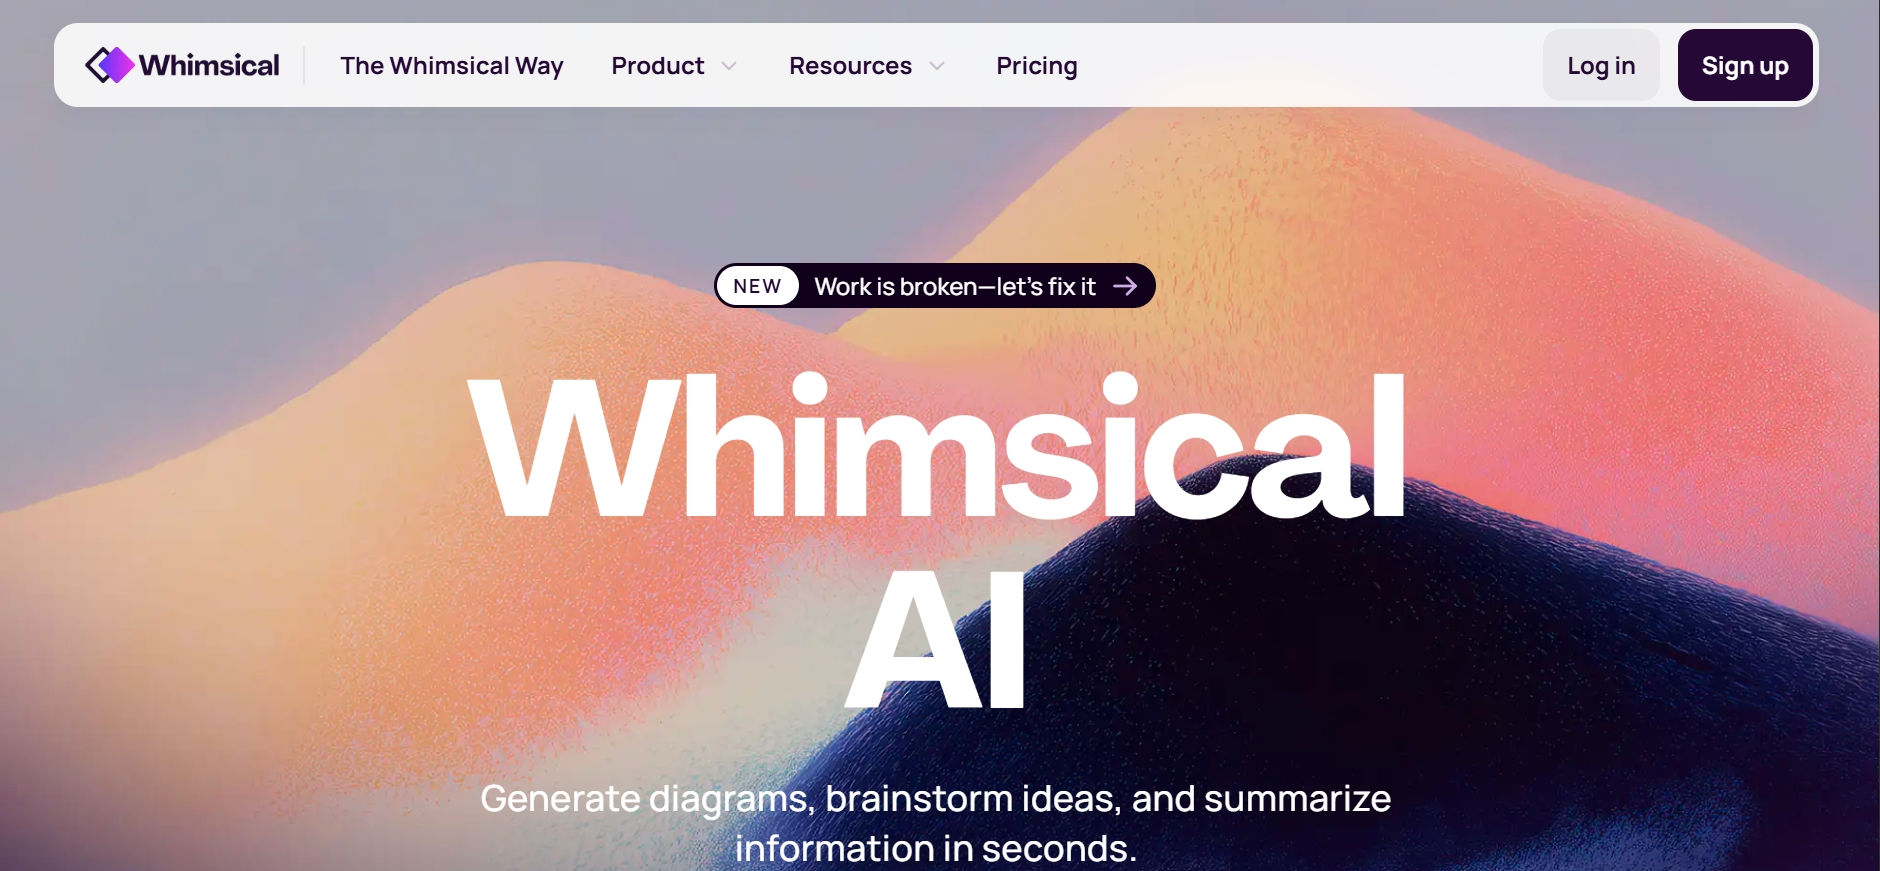 Whimsical
The Whimsical Way
Product
Resources
Pricing
Log in
Sign up
NEW
Work is broken—let's fix it
Whimsical
AI
Generate diagrams, brainstorm ideas, and summarize
information in seconds.